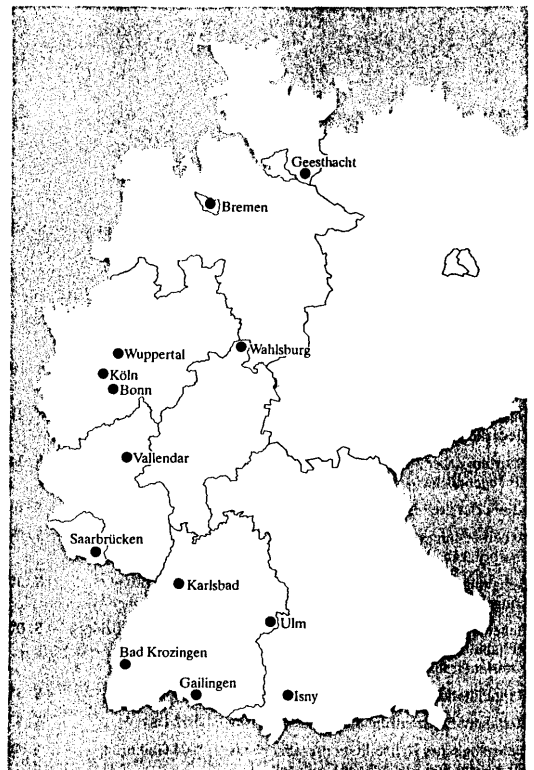 Geesthacht
Bremen
Wahlsburg
Wuppertal
Köln
Bonn
Vallendar
Saarbrücken
Karlsbad
Ulm
Bad Krozingen
Gailingen
Isny